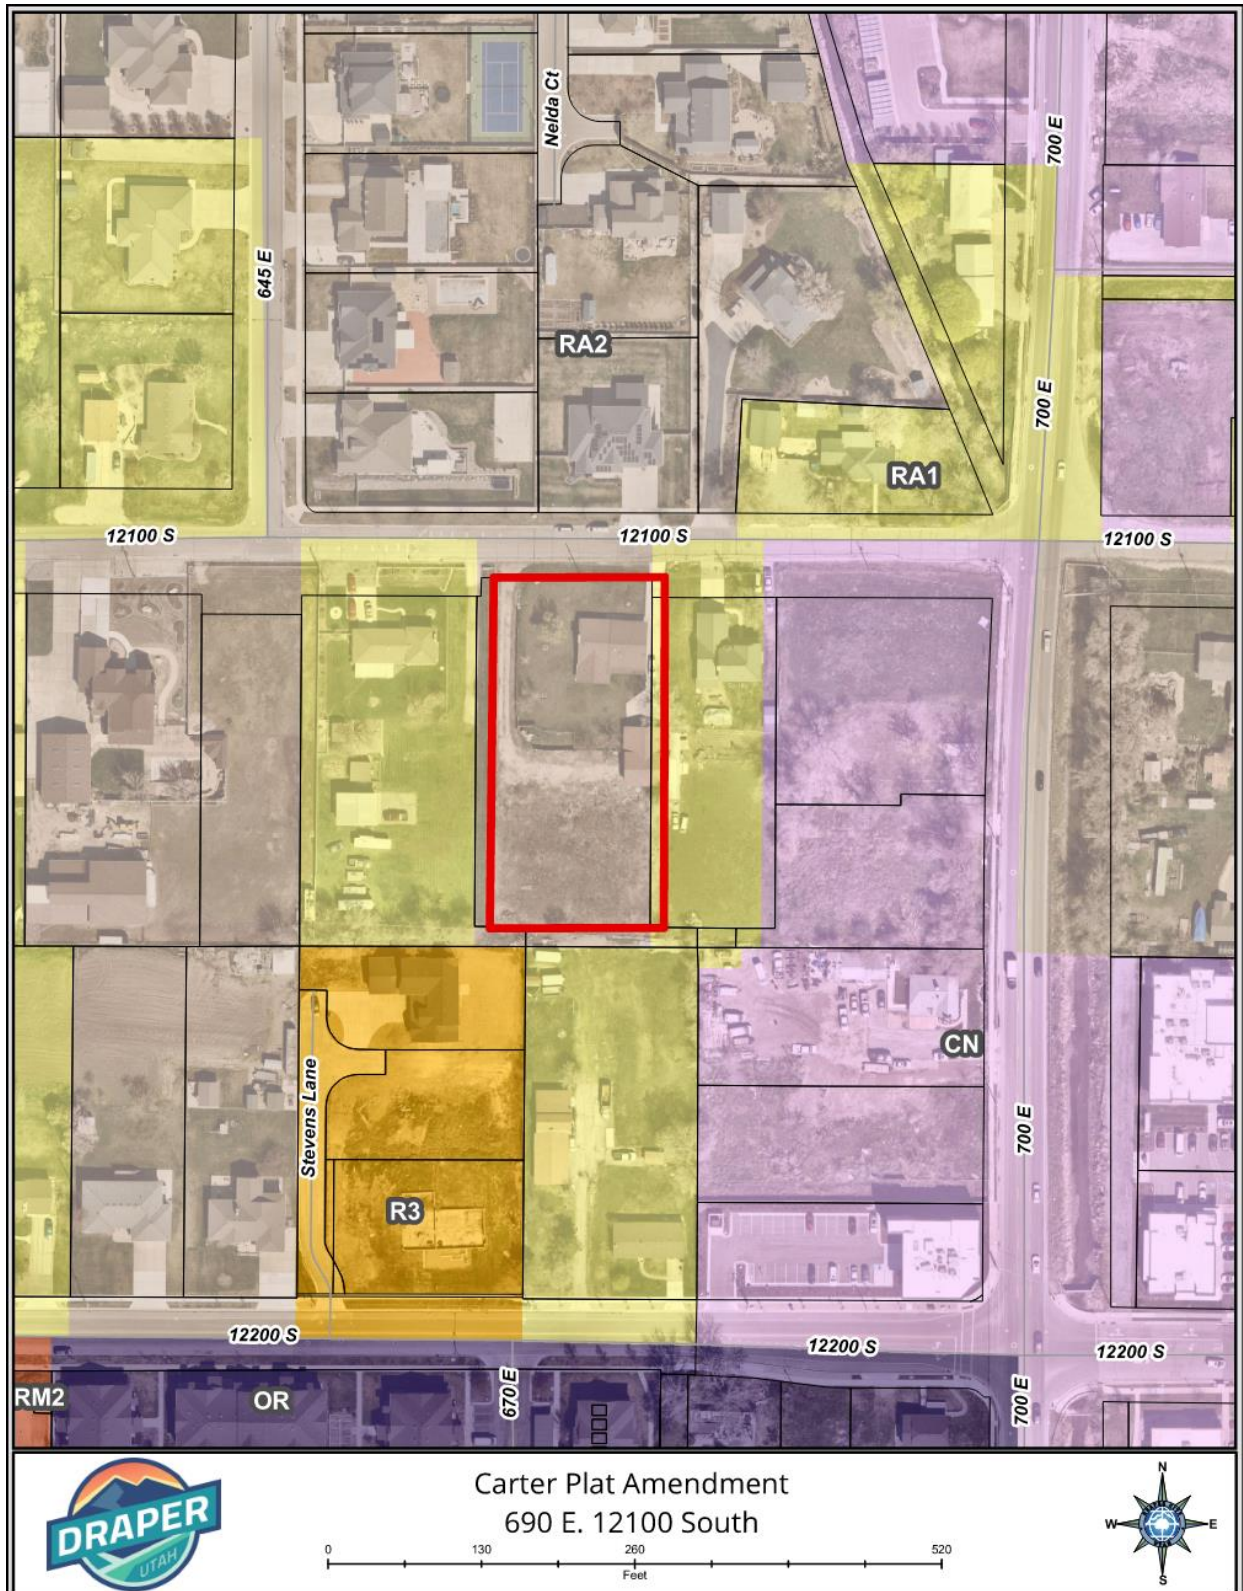 Nelda Ct
700 E
645 E
RA2
700 E
RA1
12100 S
12100 S
12100 S
CN
Stevens Lane
700 E
R3
12200 S
12200 S
12200 S
RM2
OR
670 E
700 E
DRAPER
UTAH
Carter Plat Amendment
690 E. 12100 South
0 130 260 520
Feet
N
W E
S